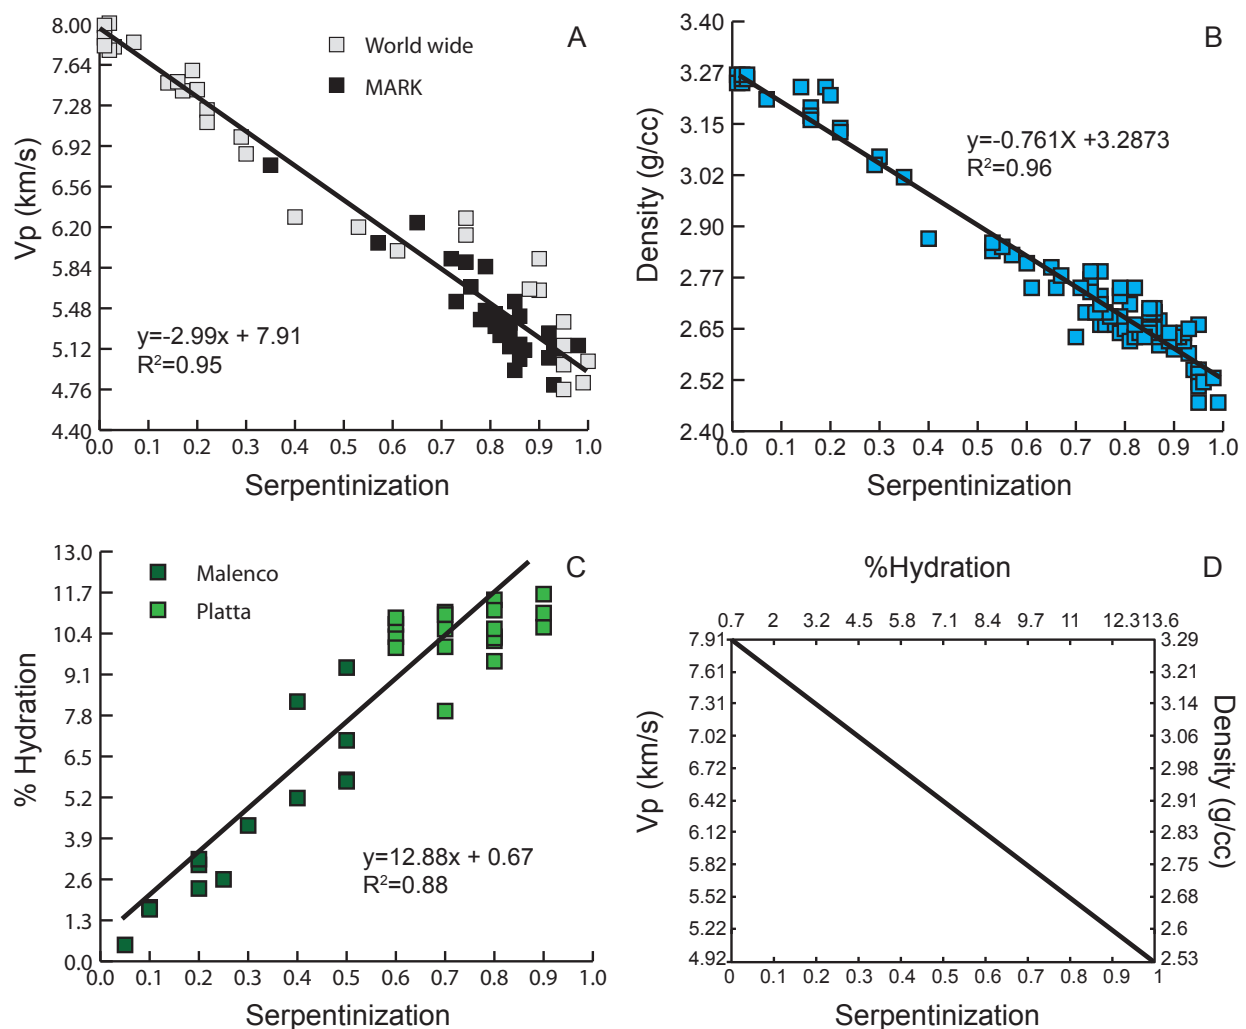 A
World wide
MARK
8.00
7.64
7.28
6.92
6.56
6.20
5.84
5.48
5.12
4.76
4.40
Vp (km/s)
y=-2.99x + 7.91
R²=0.95
0.0 0.1 0.2 0.3 0.4 0.5 0.6 0.7 0.8 0.9 1.0
Serpentinization
B
3.40
3.27
3.15
3.02
2.90
2.77
2.65
2.52
2.40
Density (g/cc)
y=-0.761X +3.2873
R²=0.96
0.0 0.1 0.2 0.3 0.4 0.5 0.6 0.7 0.8 0.9 1.0
Serpentinization
C
Malenco
Platta
13.0
11.7
10.4
9.1
7.8
6.5
5.2
3.9
2.6
1.3
0.0
% Hydration
y=12.88x + 0.67
R²=0.88
0.0 0.1 0.2 0.3 0.4 0.5 0.6 0.7 0.8 0.9 1.0
Serpentinization
%Hydration
D
0.7 2 3.2 4.5 5.8 7.1 8.4 9.7 11 12.3 13.6
7.91
7.61
7.31
7.02
6.72
6.42
6.12
5.82
5.52
5.22
4.92
Vp (km/s)
3.29
3.21
3.14
3.06
2.98
2.91
2.83
2.75
2.68
2.6
2.53
Density (g/cc)
0 0.1 0.2 0.3 0.4 0.5 0.6 0.7 0.8 0.9 1
Serpentinization